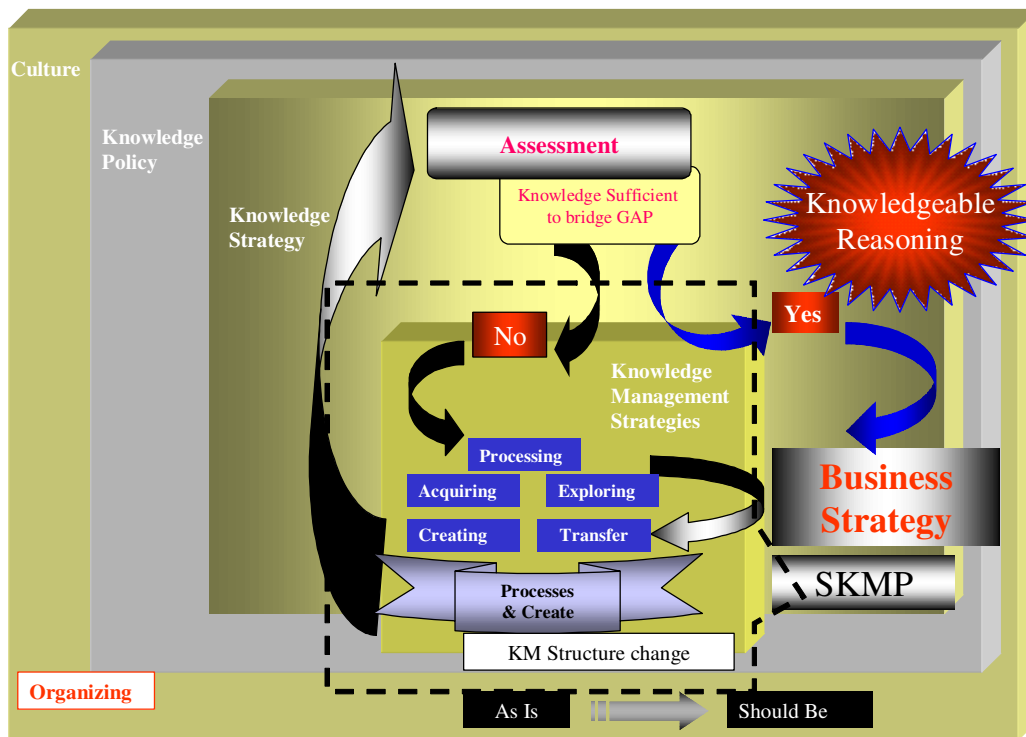 Culture
Knowledge
Policy
Knowledge
Strategy
Assessment
Knowledge Sufficient
to bridge GAP
Knowledgeable
Reasoning
No
Yes
Knowledge
Management
Strategies
Processing
Acquiring
Exploring
Creating
Transfer
Business
Strategy
Processes
& Create
SKMP
KM Structure change
Organizing
As Is
Should Be